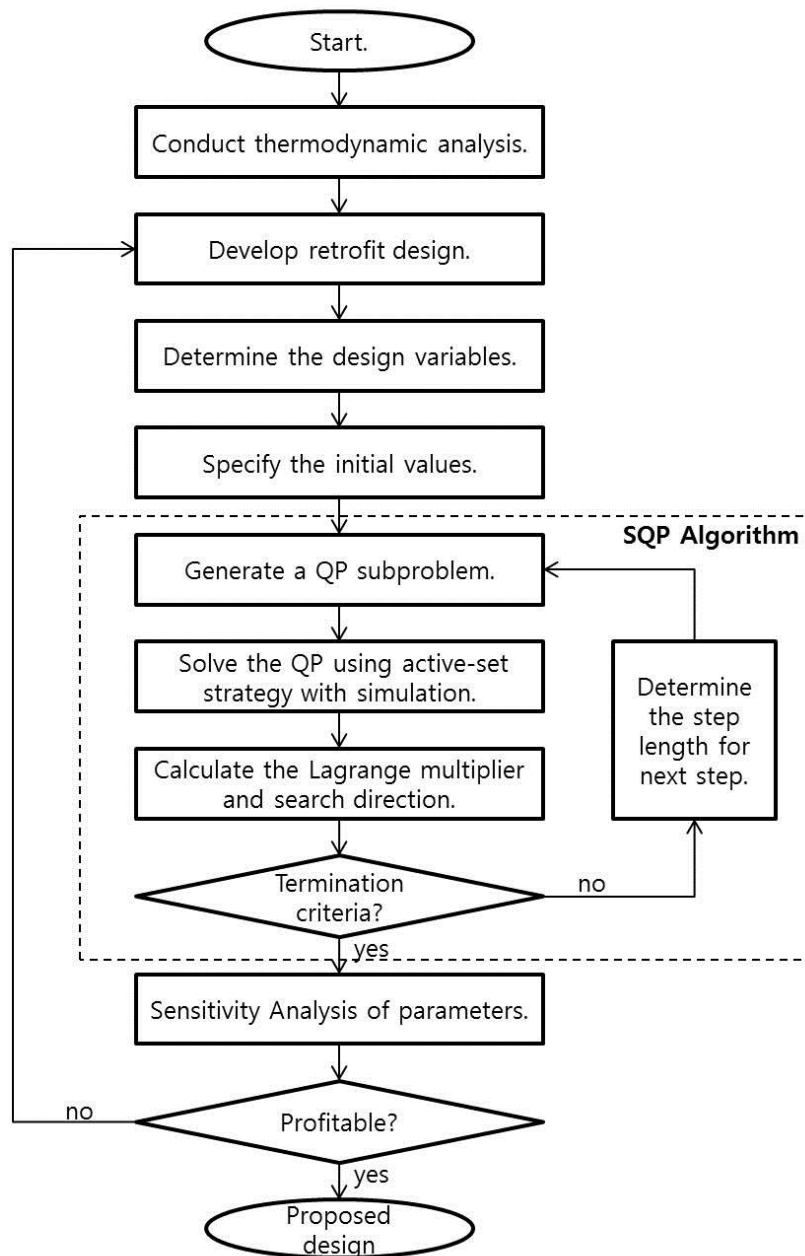 Start.
Conduct thermodynamic analysis.
Develop retrofit design.
Determine the design variables.
Specify the initial values.
SQP Algorithm
Generate a QP subproblem.
Solve the QP using active-set
strategy with simulation.
Determine
the step
length for
next step.
Calculate the Lagrange multiplier
and search direction.
Termination
criteria?
no
yes
Sensitivity Analysis of parameters.
no
Profitable?
yes
Proposed
design